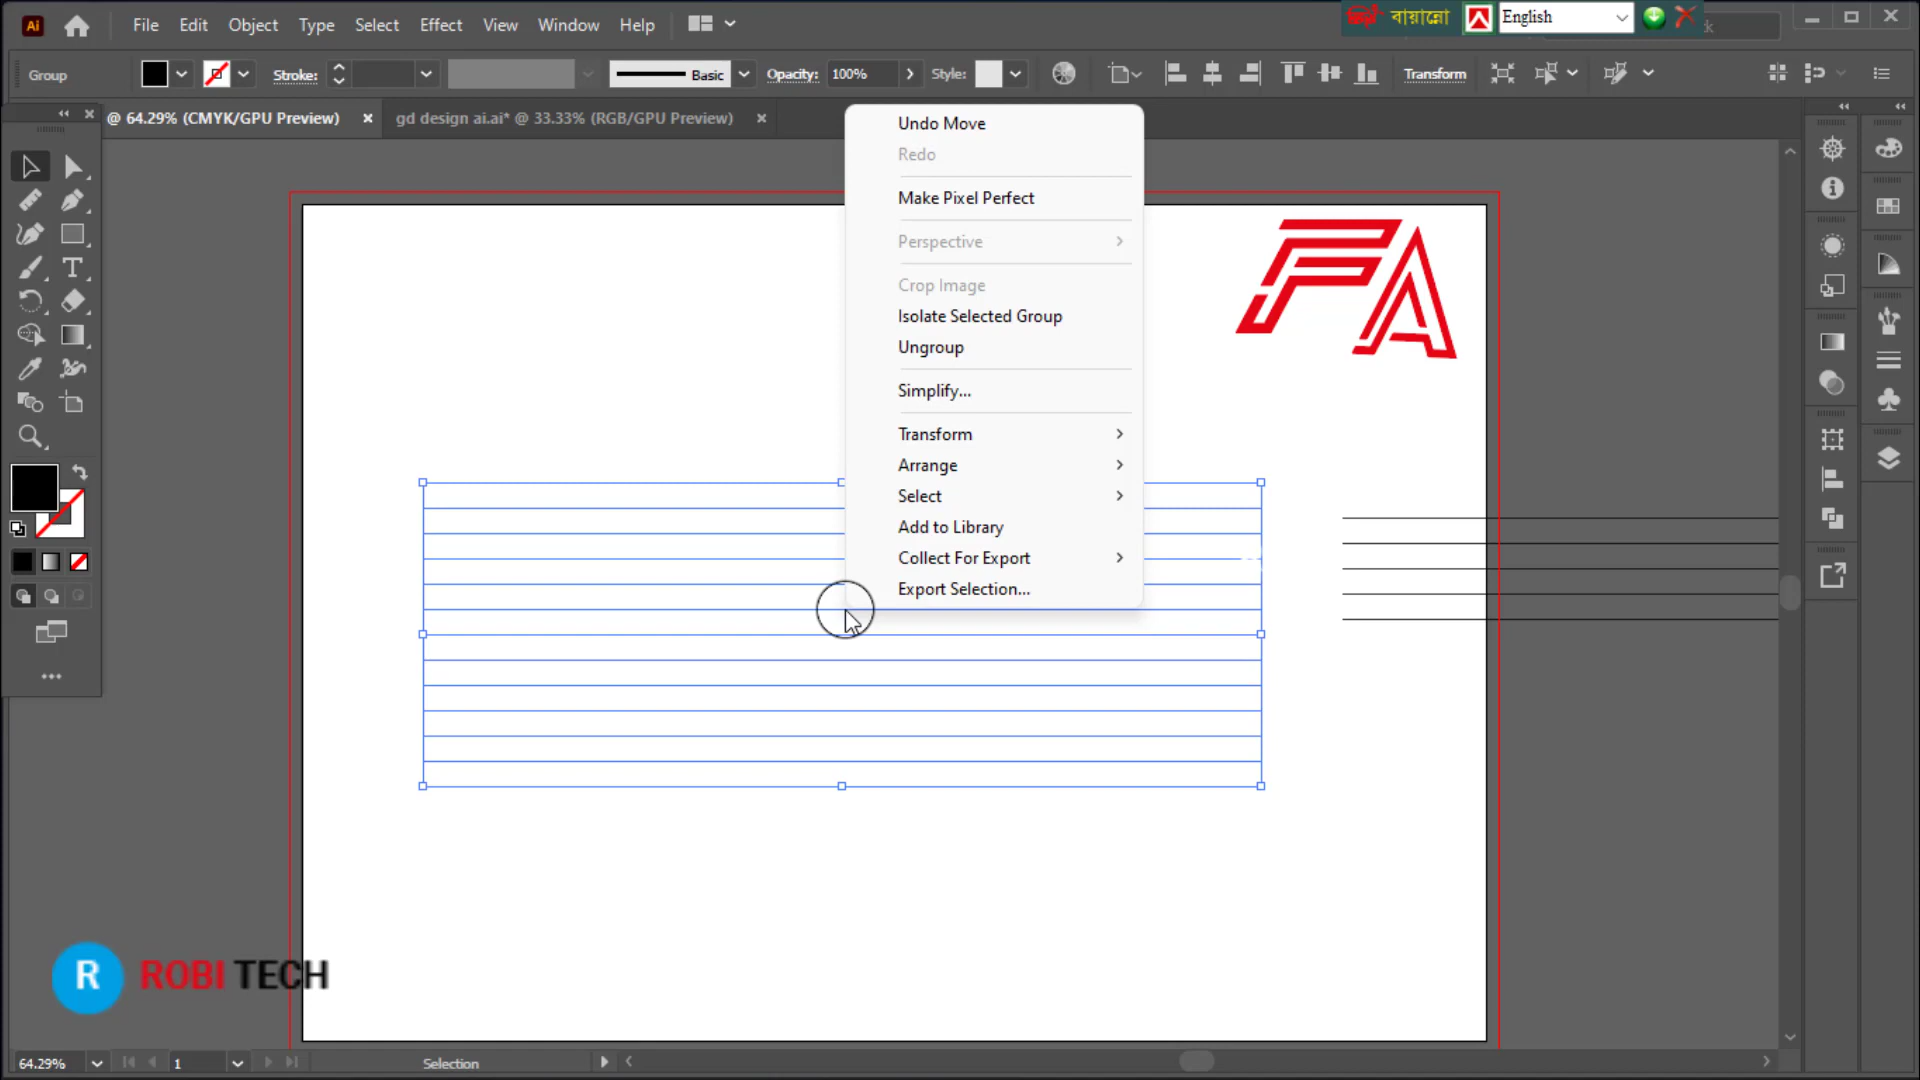 Ai File Edit Object Type Select Effect View Window Help
বায়ান্নো English
Group Stroke: Basic Opacity: 100% Style: Transform
@ 64.29% (CMYK/GPU Preview) × gd design ai.ai* @ 33.33% (RGB/GPU Preview) ×
Undo Move
Redo
Make Pixel Perfect
Perspective
Crop Image
Isolate Selected Group
Ungroup
Simplify...
Transform
Arrange
Select
Add to Library
Collect For Export
Export Selection...
FA
R ROBI TECH
64.29% 1 Selection